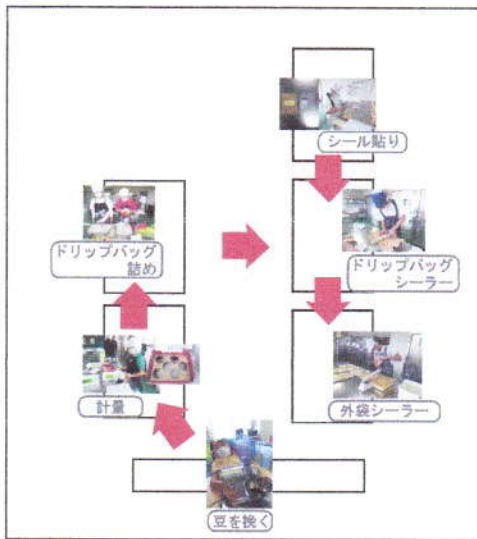 シール貼り
ドリップバッグ
詰め
ドリップバッグ
シーラー
計量
外袋シーラー
豆を挽く